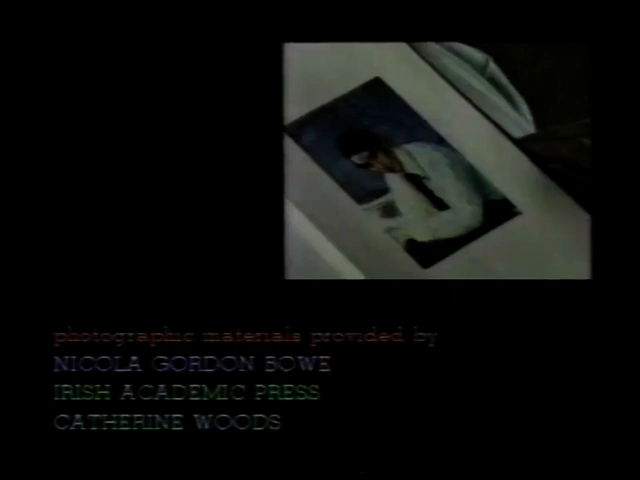 photographic materials provided by
NICOLA GORDON BOWE
IRISH ACADEMIC PRESS
CATHERINE WOODS